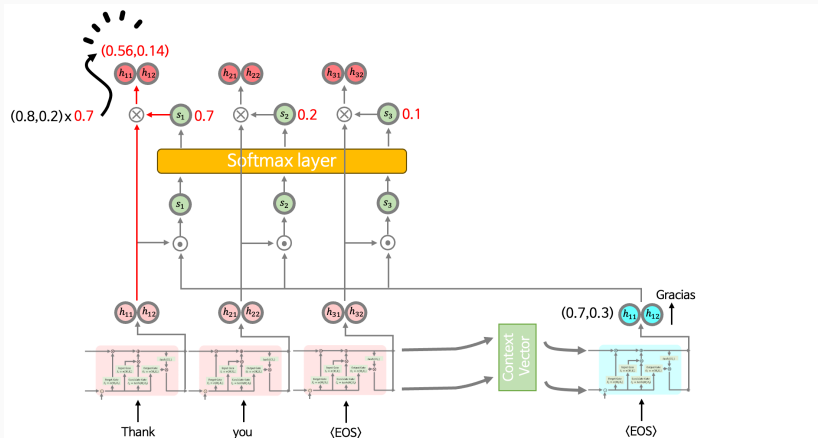 (0.56,0.14)
h11 h12
h21 h22
h31 h32
(0.8,0.2)x 0.7
s1 0.7
s2 0.2
s3 0.1
Softmax layer
s1
s2
s3
h11 h12
h21 h22
h31 h32
(0.7,0.3)
h11 h12
Gracias
Context
Vector
Thank
you
⟨EOS⟩
⟨EOS⟩